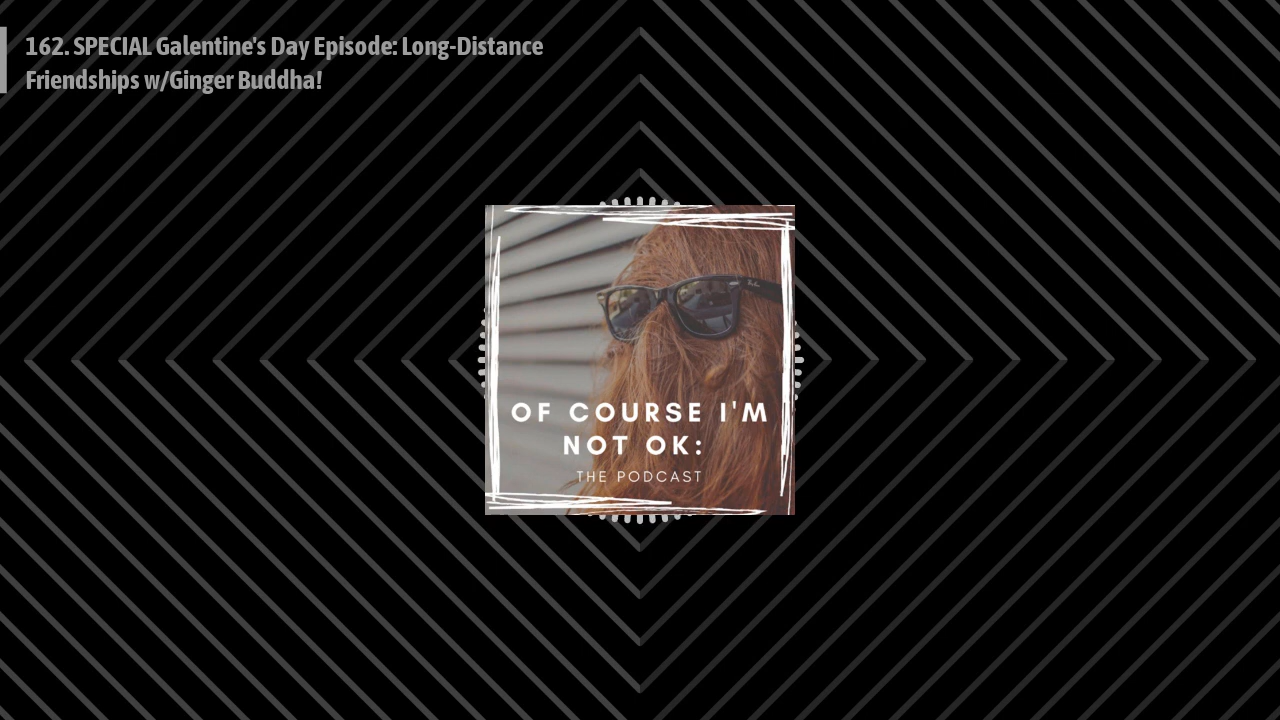 162. SPECIAL Galentine's Day Episode: Long-Distance
Friendships w/Ginger Buddha!
OF COURSE I'M
NOT OK:
THE PODCAST